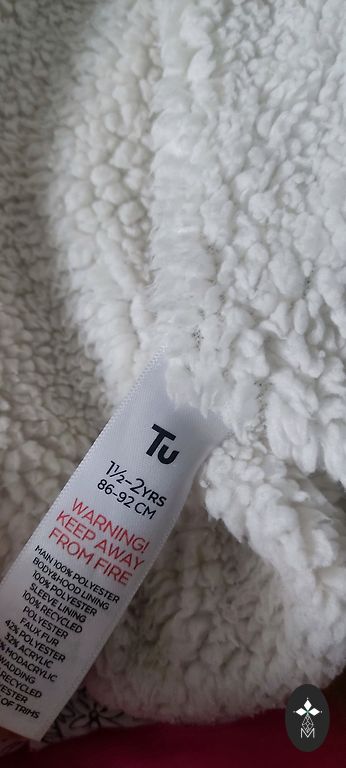 Tu
1½-2YRS
86-92 CM
WARNING!
KEEP AWAY
FROM FIRE
MAIN 100% POLYESTER
BODY&HOOD LINING
100% POLYESTER
SLEEVE LINING
100% RECYCLED
POLYESTER
FAUX FUR
42% POLYESTER
32% ACRYLIC
% MODACRYLIC
WADDING
RECYCLED
ESTER
OF TRIMS
M